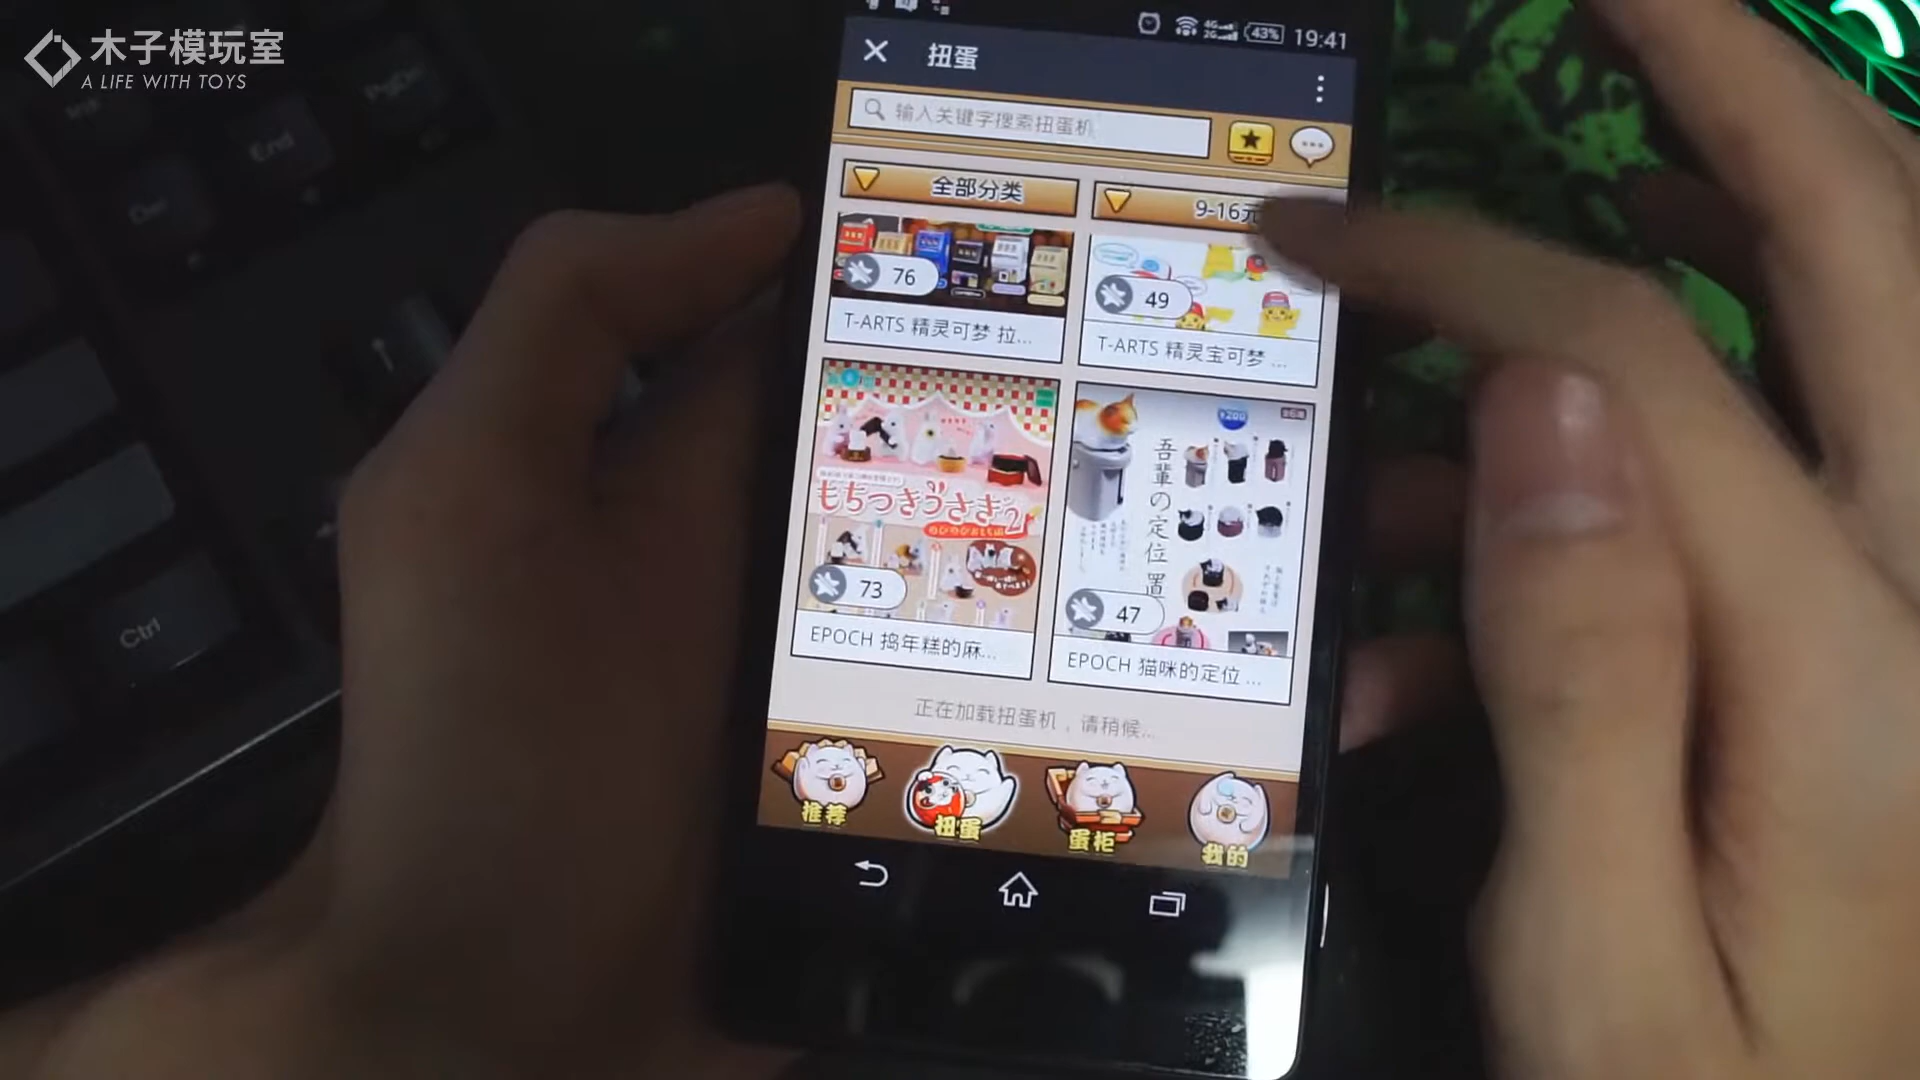 木子模玩室
A LIFE WITH TOYS
4G
2G
43%
19:41
扭蛋
输入关键字搜索扭蛋机
全部分类
9-16元
76
49
T-ARTS 精灵可梦 拉...
T-ARTS 精灵宝可梦 ...
もちつきうさぎ2
¥200
吾輩の定位置
73
47
EPOCH 捣年糕的麻...
EPOCH 猫咪的定位 ...
正在加载扭蛋机，请稍候...
推荐
扭蛋
蛋柜
我的
End
Del
Ctrl